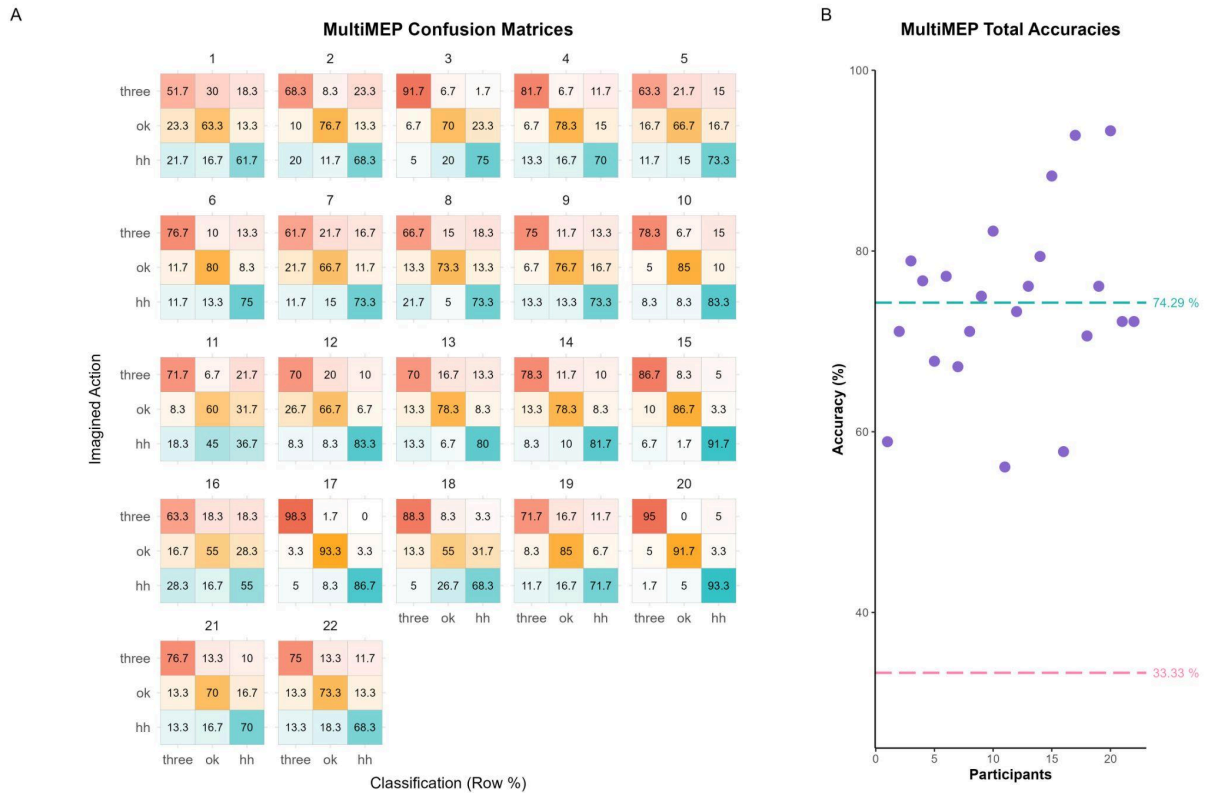 A
MultiMEP Confusion Matrices
1 2 3 4 5
three 51.7 30 18.3 68.3 8.3 23.3 91.7 6.7 1.7 81.7 6.7 11.7 63.3 21.7 15
ok 23.3 63.3 13.3 10 76.7 13.3 6.7 70 23.3 6.7 78.3 15 16.7 66.7 16.7
hh 21.7 16.7 61.7 20 11.7 68.3 5 20 75 13.3 16.7 70 11.7 15 73.3
6 7 8 9 10
three 76.7 10 13.3 61.7 21.7 16.7 66.7 15 18.3 75 11.7 13.3 78.3 6.7 15
ok 11.7 80 8.3 21.7 66.7 11.7 13.3 73.3 13.3 6.7 76.7 16.7 5 85 10
hh 11.7 13.3 75 11.7 15 73.3 21.7 5 73.3 13.3 13.3 73.3 8.3 8.3 83.3
11 12 13 14 15
three 71.7 6.7 21.7 70 20 10 70 16.7 13.3 78.3 11.7 10 86.7 8.3 5
ok 8.3 60 31.7 26.7 66.7 6.7 13.3 78.3 8.3 13.3 78.3 8.3 10 86.7 3.3
hh 18.3 45 36.7 8.3 8.3 83.3 13.3 6.7 80 8.3 10 81.7 6.7 1.7 91.7
16 17 18 19 20
three 63.3 18.3 18.3 98.3 1.7 0 88.3 8.3 3.3 71.7 16.7 11.7 95 0 5
ok 16.7 55 28.3 3.3 93.3 3.3 13.3 55 31.7 8.3 85 6.7 5 91.7 3.3
hh 28.3 16.7 55 5 8.3 86.7 5 26.7 68.3 11.7 16.7 71.7 1.7 5 93.3
three ok hh three ok hh three ok hh
21 22
three 76.7 13.3 10 75 13.3 11.7
ok 13.3 70 16.7 13.3 73.3 13.3
hh 13.3 16.7 70 13.3 18.3 68.3
three ok hh three ok hh
Imagined Action
Classification (Row %)
B
MultiMEP Total Accuracies
100
80
74.29 %
60
40
33.33 %
Accuracy (%)
0 5 10 15 20
Participants